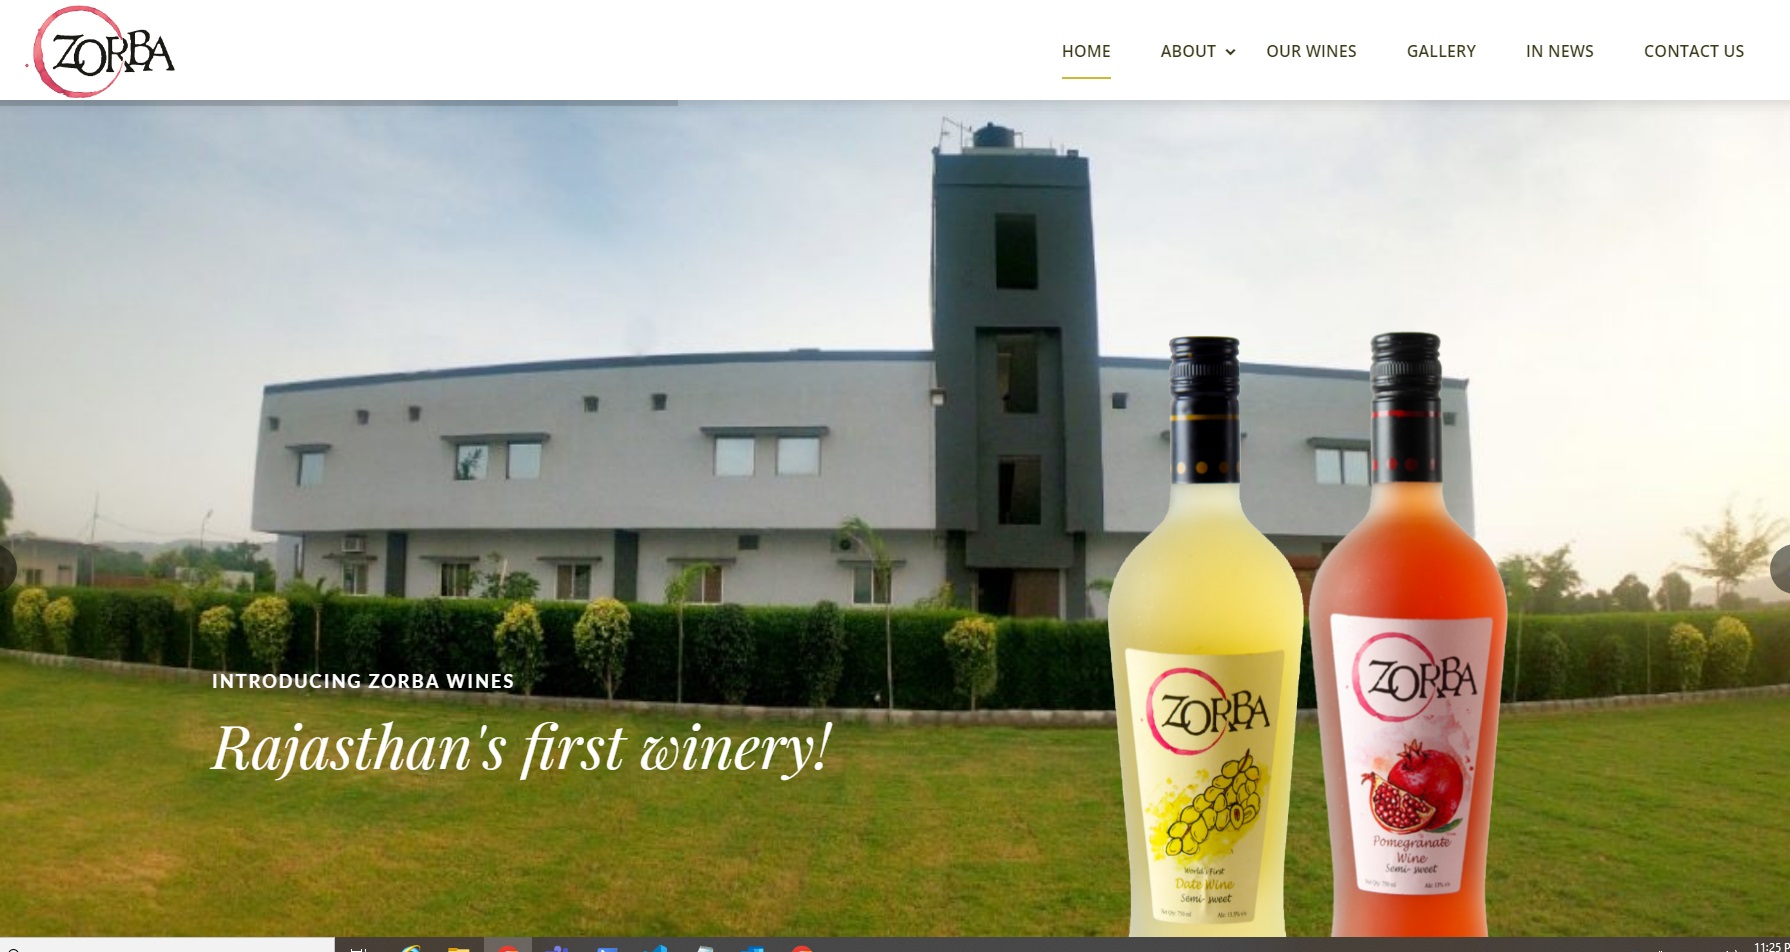 ZORBA
HOME
ABOUT
OUR WINES
GALLERY
IN NEWS
CONTACT US
INTRODUCING ZORBA WINES
Rajasthan's first winery!
ZORBA
World's First
Date Wine
Semi- sweet
ZORBA
Pomegranate
Wine
Semi- sweet
11:25